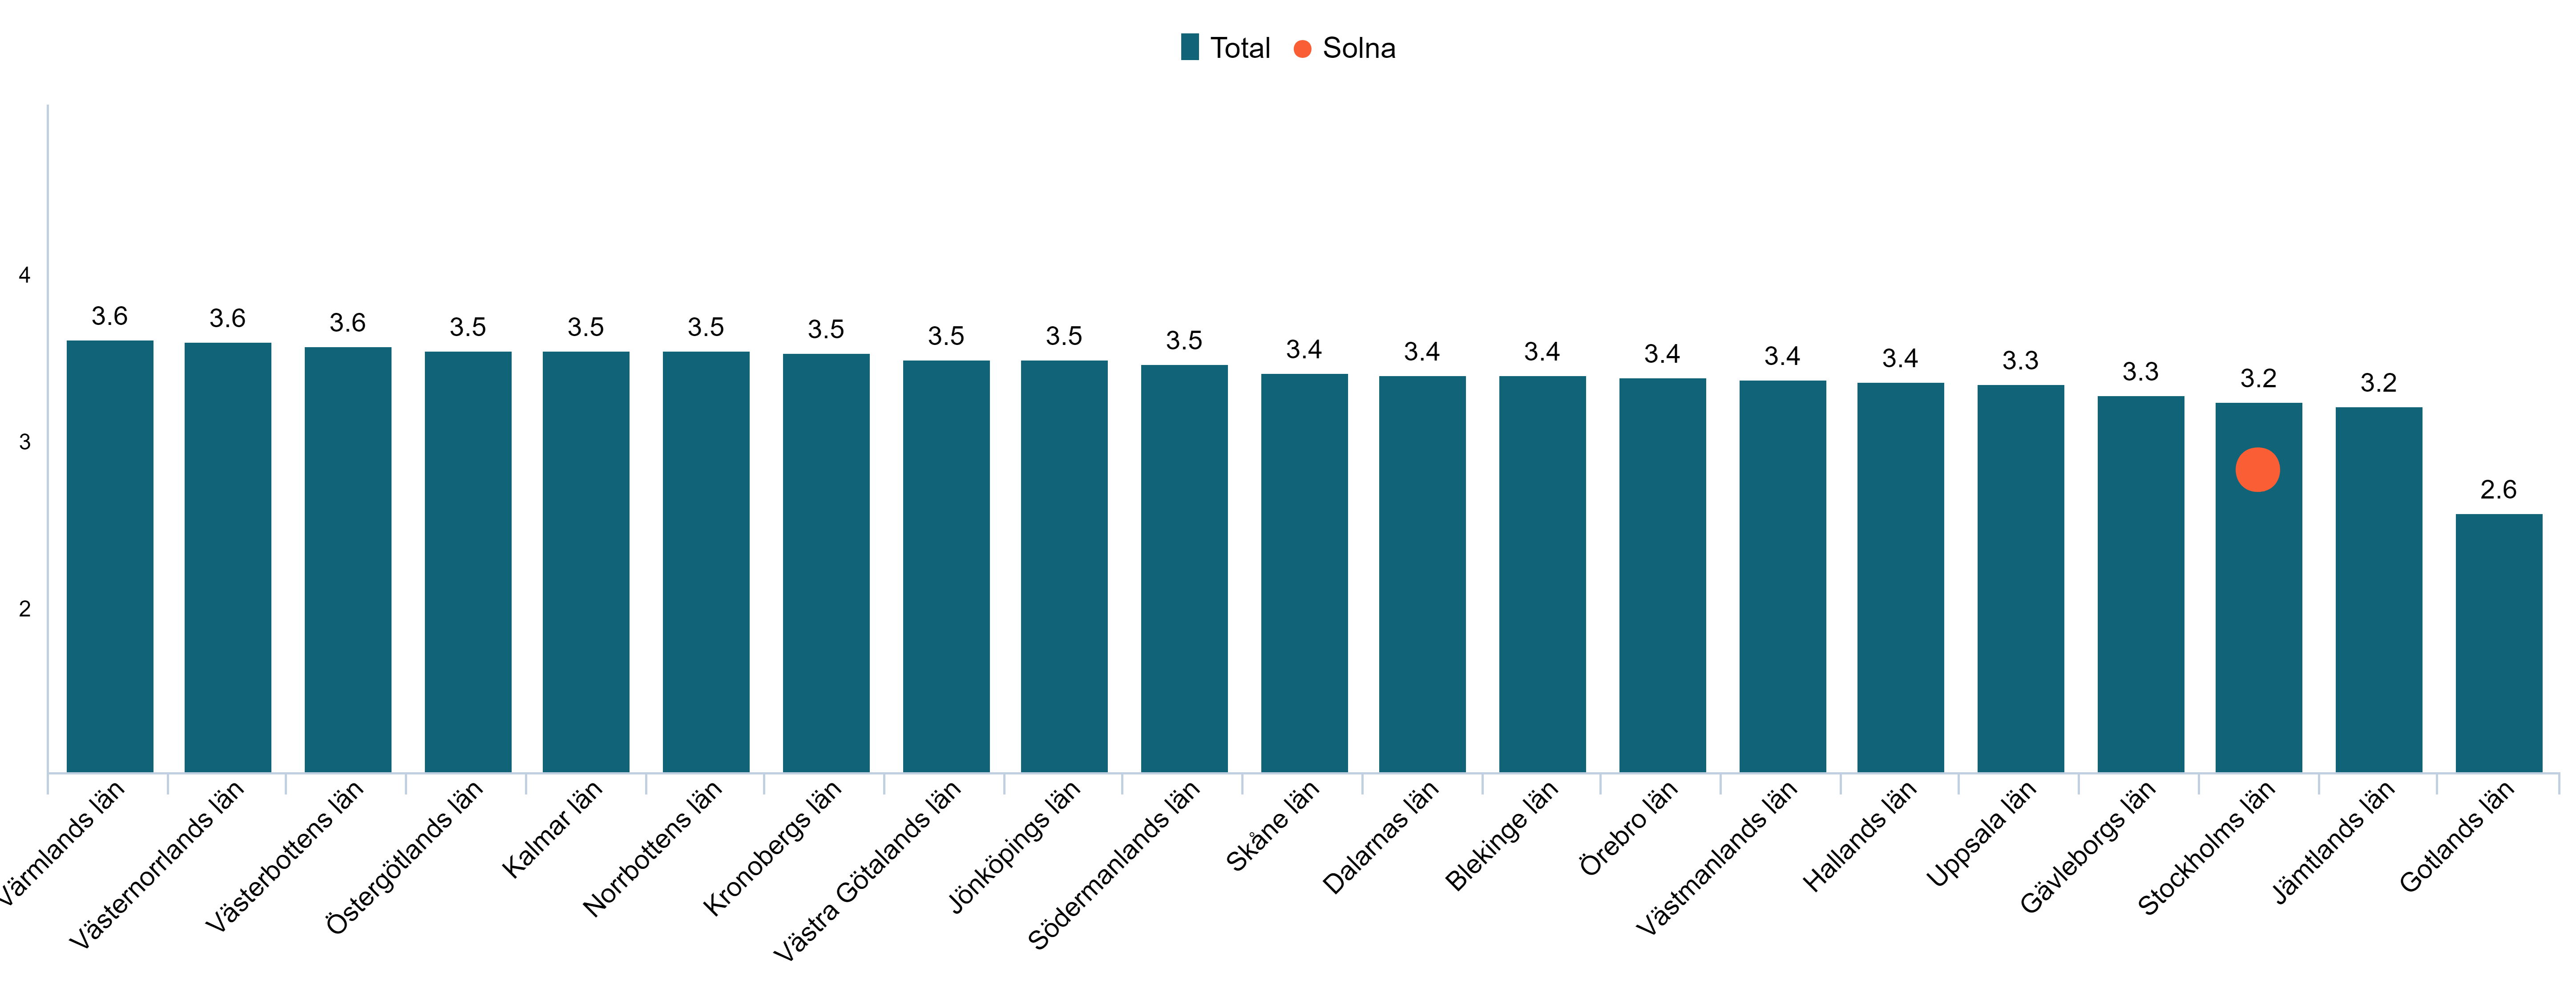 Total Solna
4
3
2
3.6 3.6 3.6 3.5 3.5 3.5 3.5 3.5 3.5 3.5 3.4 3.4 3.4 3.4 3.4 3.4 3.3 3.3 3.2 3.2 2.6
Värmlands län
Västernorrlands län
Västerbottens län
Östergötlands län
Kalmar län
Norrbottens län
Kronobergs län
Västra Götalands län
Jönköpings län
Södermanlands län
Skåne län
Dalarnas län
Blekinge län
Örebro län
Västmanlands län
Hallands län
Uppsala län
Gävleborgs län
Stockholms län
Jämtlands län
Gotlands län